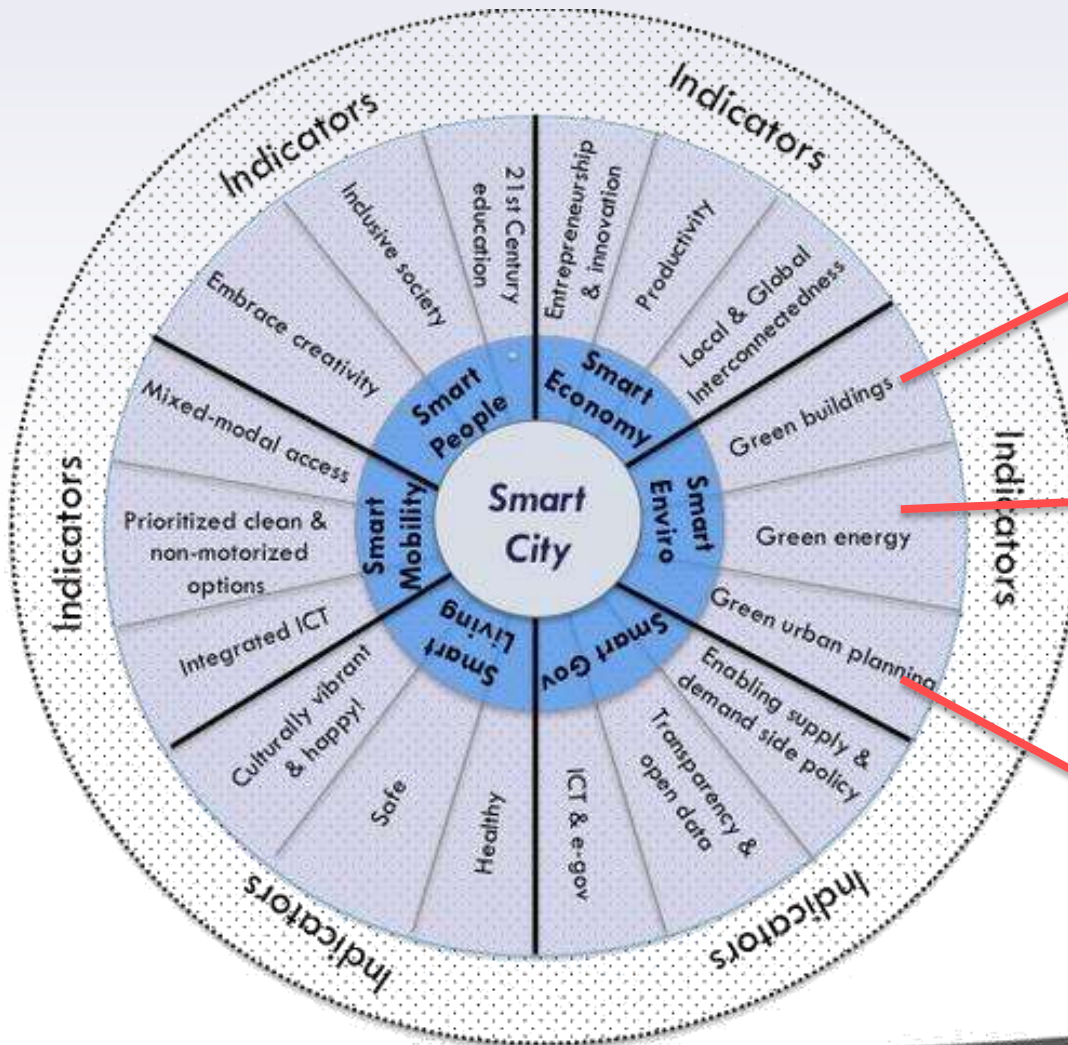 Smart
City
Smart
Economy
Entrepreneurship
& innovation
Productivity
Local & Global
Interconnectedness
Smart
Enviro
Green buildings
Green energy
Green urban planning
Smart Gov
Enabling supply &
demand side policy
Transparency &
open data
ICT & e-gov
Smart
Living
Healthy
Safe
Culturally vibrant
& happy!
Smart
Mobility
Integrated ICT
Prioritized clean &
non-motorized
options
Mixed-modal access
Smart
People
Embrace creativity
Inclusive society
21st Century
education
Indicators
Indicators
Indicators
Indicators
Indicators
Indicators